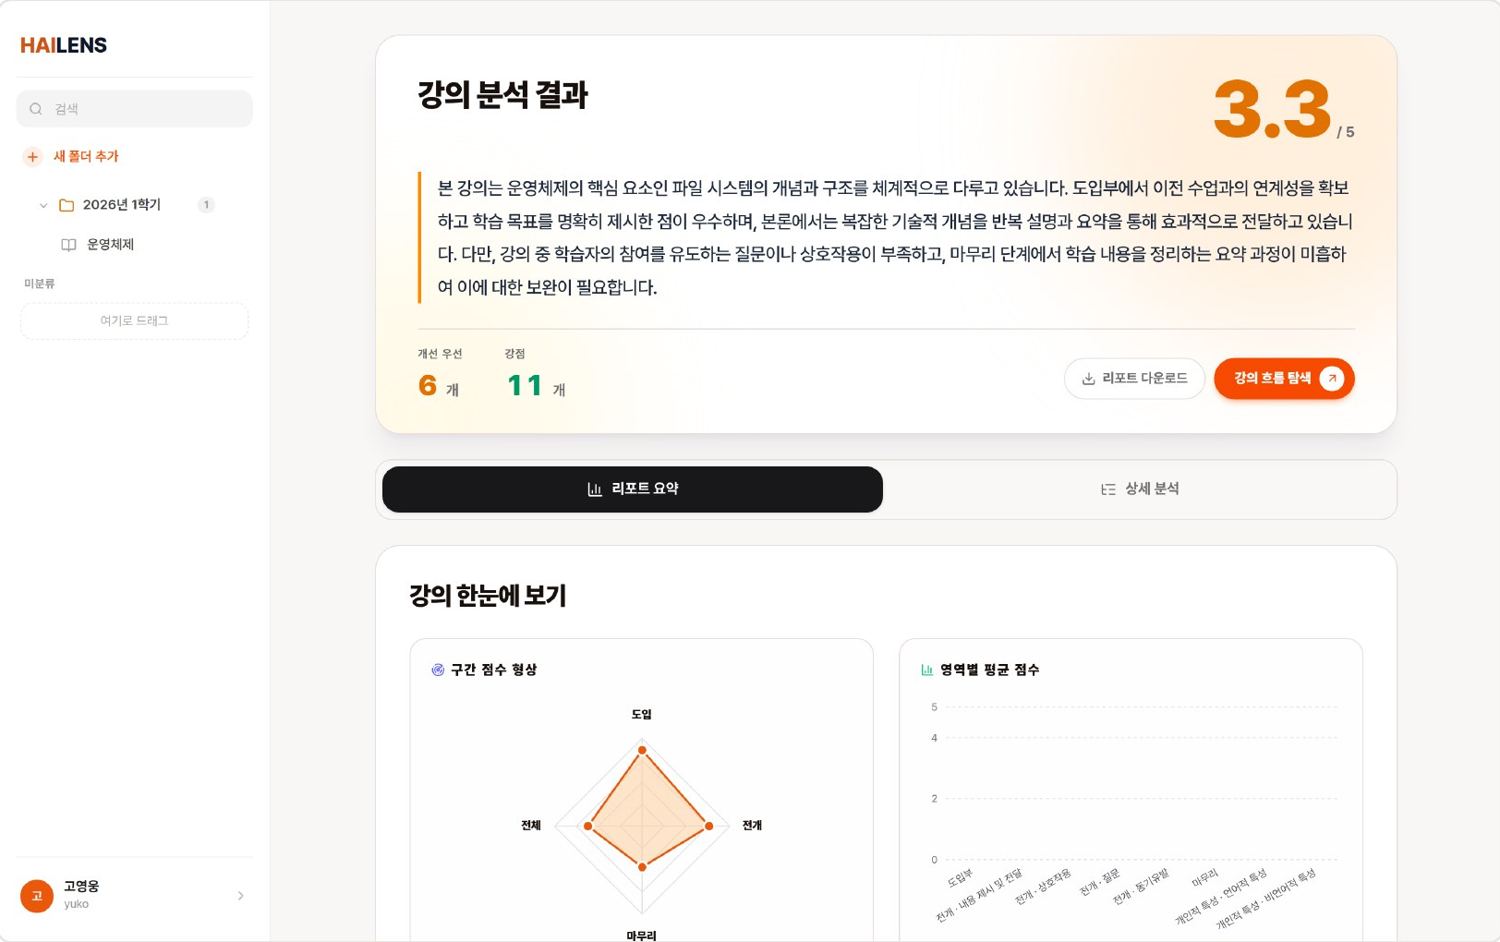 HAILENS
검색
새 폴더 추가
2026년 1학기
1
운영체제
미분류
여기로 드래그
고
고영웅
yuko
강의 분석 결과
3.3 / 5
본 강의는 운영체제의 핵심 요소인 파일 시스템의 개념과 구조를 체계적으로 다루고 있습니다. 도입부에서 이전 수업과의 연계성을 확보
하고 학습 목표를 명확히 제시한 점이 우수하며, 본론에서는 복잡한 기술적 개념을 반복 설명과 요약을 통해 효과적으로 전달하고 있습니
다. 다만, 강의 중 학습자의 참여를 유도하는 질문이나 상호작용이 부족하고, 마무리 단계에서 학습 내용을 정리하는 요약 과정이 미흡하
여 이에 대한 보완이 필요합니다.
개선 우선
6 개
강점
11 개
리포트 다운로드
강의 흐름 탐색
리포트 요약
상세 분석
강의 한눈에 보기
구간 점수 형상
도입
전체
전개
마무리
영역별 평균 점수
5
4
2
0
도입부
전개 · 내용 제시 및 전달
전개 · 상호작용
전개 · 질문
전개 · 동기유발
마무리
개인적 특성 · 언어적 특성
개인적 특성 · 비언어적 특성